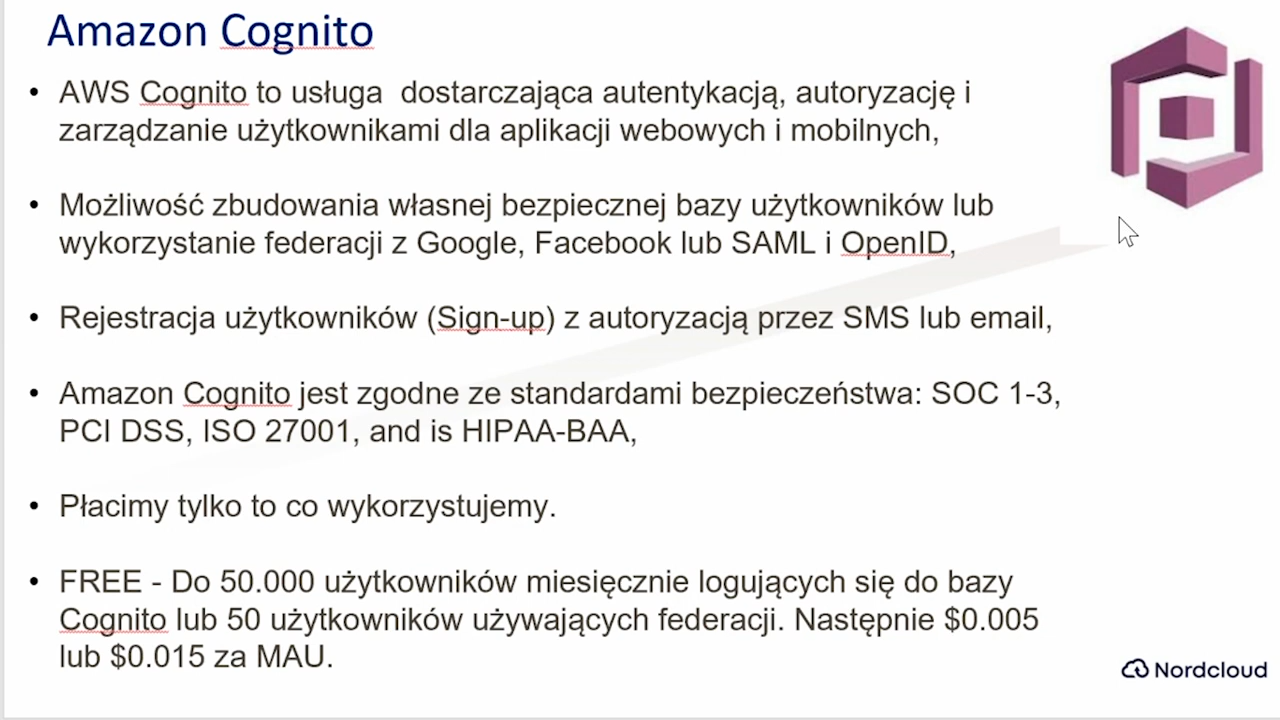 Amazon Cognito
• AWS Cognito to usługa  dostarczająca autentykacją, autoryzację i
zarządzanie użytkownikami dla aplikacji webowych i mobilnych,
• Możliwość zbudowania własnej bezpiecznej bazy użytkowników lub
wykorzystanie federacji z Google, Facebook lub SAML i OpenID,
• Rejestracja użytkowników (Sign-up) z autoryzacją przez SMS lub email,
• Amazon Cognito jest zgodne ze standardami bezpieczeństwa: SOC 1-3,
PCI DSS, ISO 27001, and is HIPAA-BAA,
• Płacimy tylko to co wykorzystujemy.
• FREE - Do 50.000 użytkowników miesięcznie logujących się do bazy
Cognito lub 50 użytkowników używających federacji. Następnie $0.005
lub $0.015 za MAU.
Nordcloud